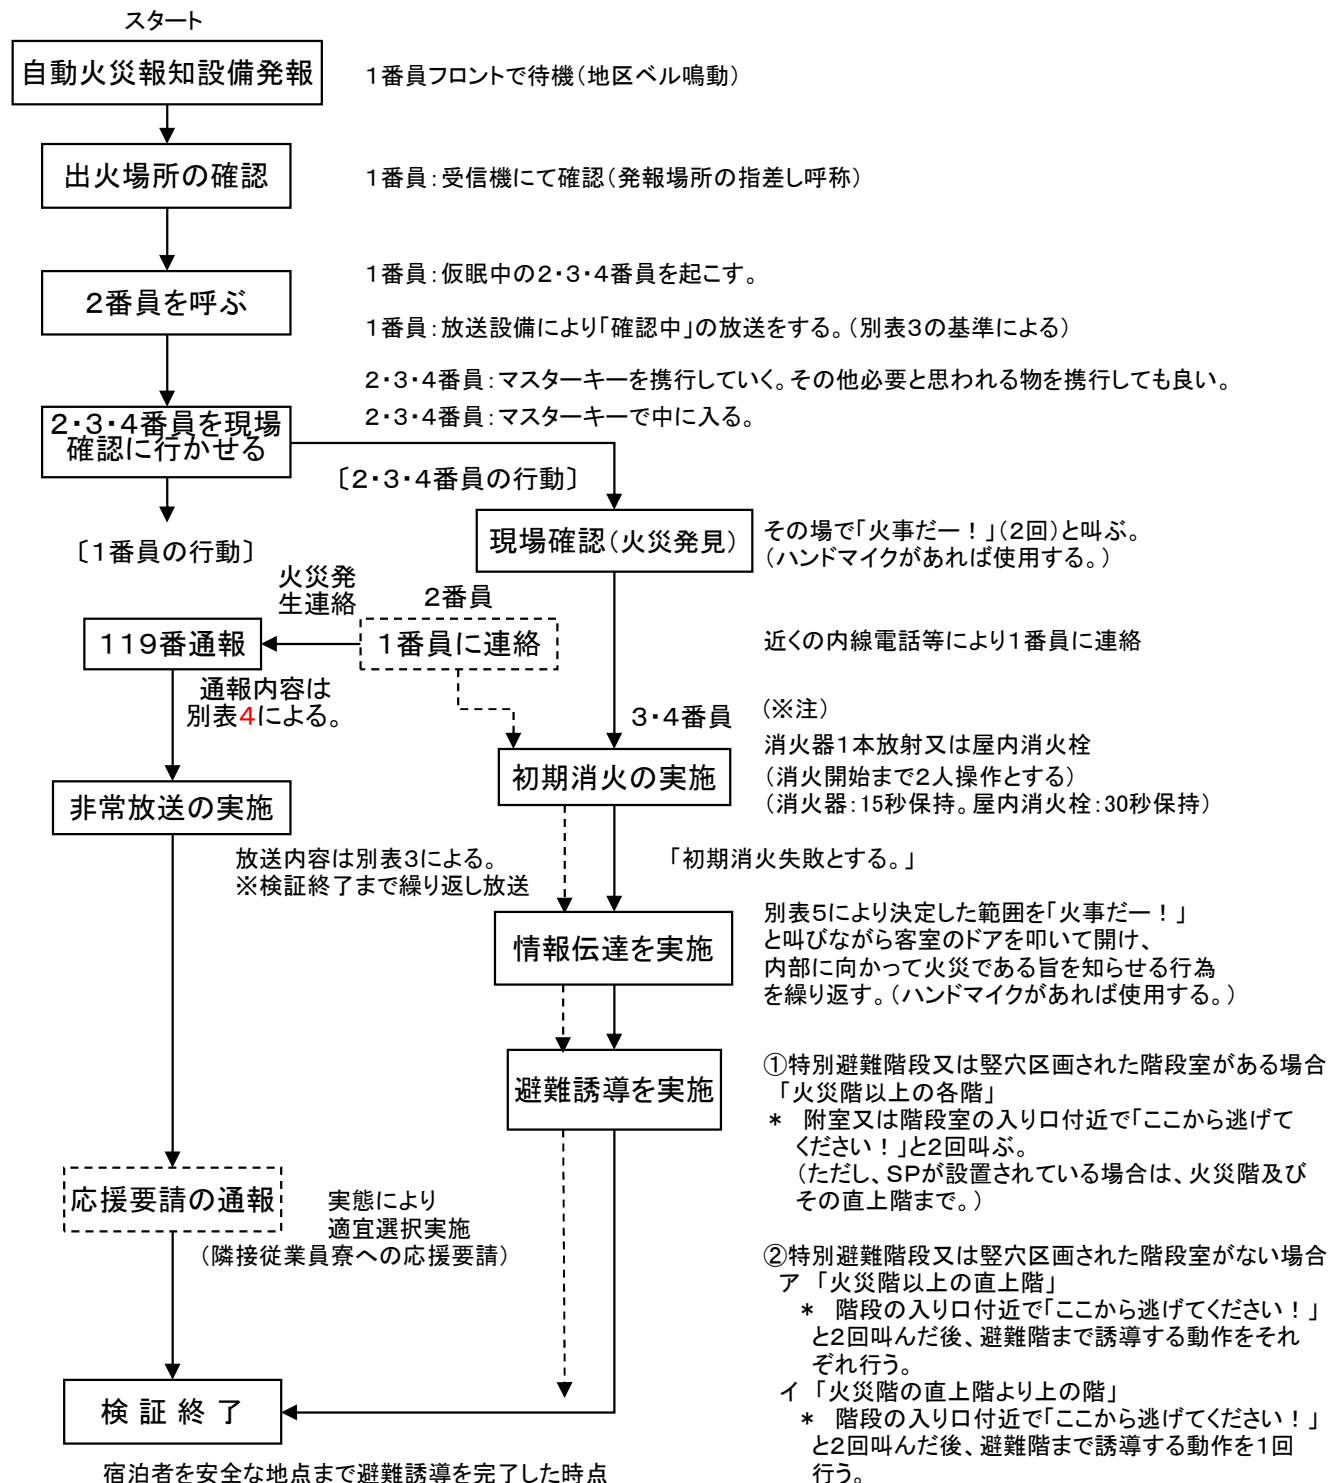 スタート
自動火災報知設備発報
1番員フロントで待機(地区ベル鳴動)
出火場所の確認
1番員:受信機にて確認(発報場所の指差し呼称)
2番員を呼ぶ
1番員:仮眠中の2・3・4番員を起こす。
1番員:放送設備により「確認中」の放送をする。(別表3の基準による)
2・3・4番員:マスターキーを携行していく。その他必要と思われる物を携行しても良い。
2・3・4番員を現場
確認に行かせる
2・3・4番員:マスターキーで中に入る。
〔2・3・4番員の行動〕
〔1番員の行動〕
現場確認(火災発見)
その場で「火事だー!」(2回)と叫ぶ。
(ハンドマイクがあれば使用する。)
火災発
生連絡
2番員
119番通報
1番員に連絡
近くの内線電話等により1番員に連絡
通報内容は
別表4による。
3・4番員
(※注)
初期消火の実施
消火器1本放射又は屋内消火栓
(消火開始まで2人操作とする)
(消火器:15秒保持。屋内消火栓:30秒保持)
非常放送の実施
放送内容は別表3による。
※検証終了まで繰り返し放送
「初期消火失敗とする。」
情報伝達を実施
別表5により決定した範囲を「火事だー!」
と叫びながら客室のドアを叩いて開け、
内部に向かって火災である旨を知らせる行為
を繰り返す。(ハンドマイクがあれば使用する。)
避難誘導を実施
①特別避難階段又は竪穴区画された階段室がある場合
「火災階以上の各階」
* 附室又は階段室の入り口付近で「ここから逃げて
ください!」と2回叫ぶ。
(ただし、SPが設置されている場合は、火災階及び
その直上階まで。)
応援要請の通報
実態により
適宜選択実施
(隣接従業員寮への応援要請)
②特別避難階段又は竪穴区画された階段室がない場合
ア 「火災階以上の直上階」
* 階段の入り口付近で「ここから逃げてください!」
と2回叫んだ後、避難階まで誘導する動作をそれ
ぞれ行う。
イ 「火災階の直上階より上の階」
* 階段の入り口付近で「ここから逃げてください!」
と2回叫んだ後、避難階まで誘導する動作を1回
行う。
検 証 終 了
宿泊者を安全な地点まで避難誘導を完了した時点